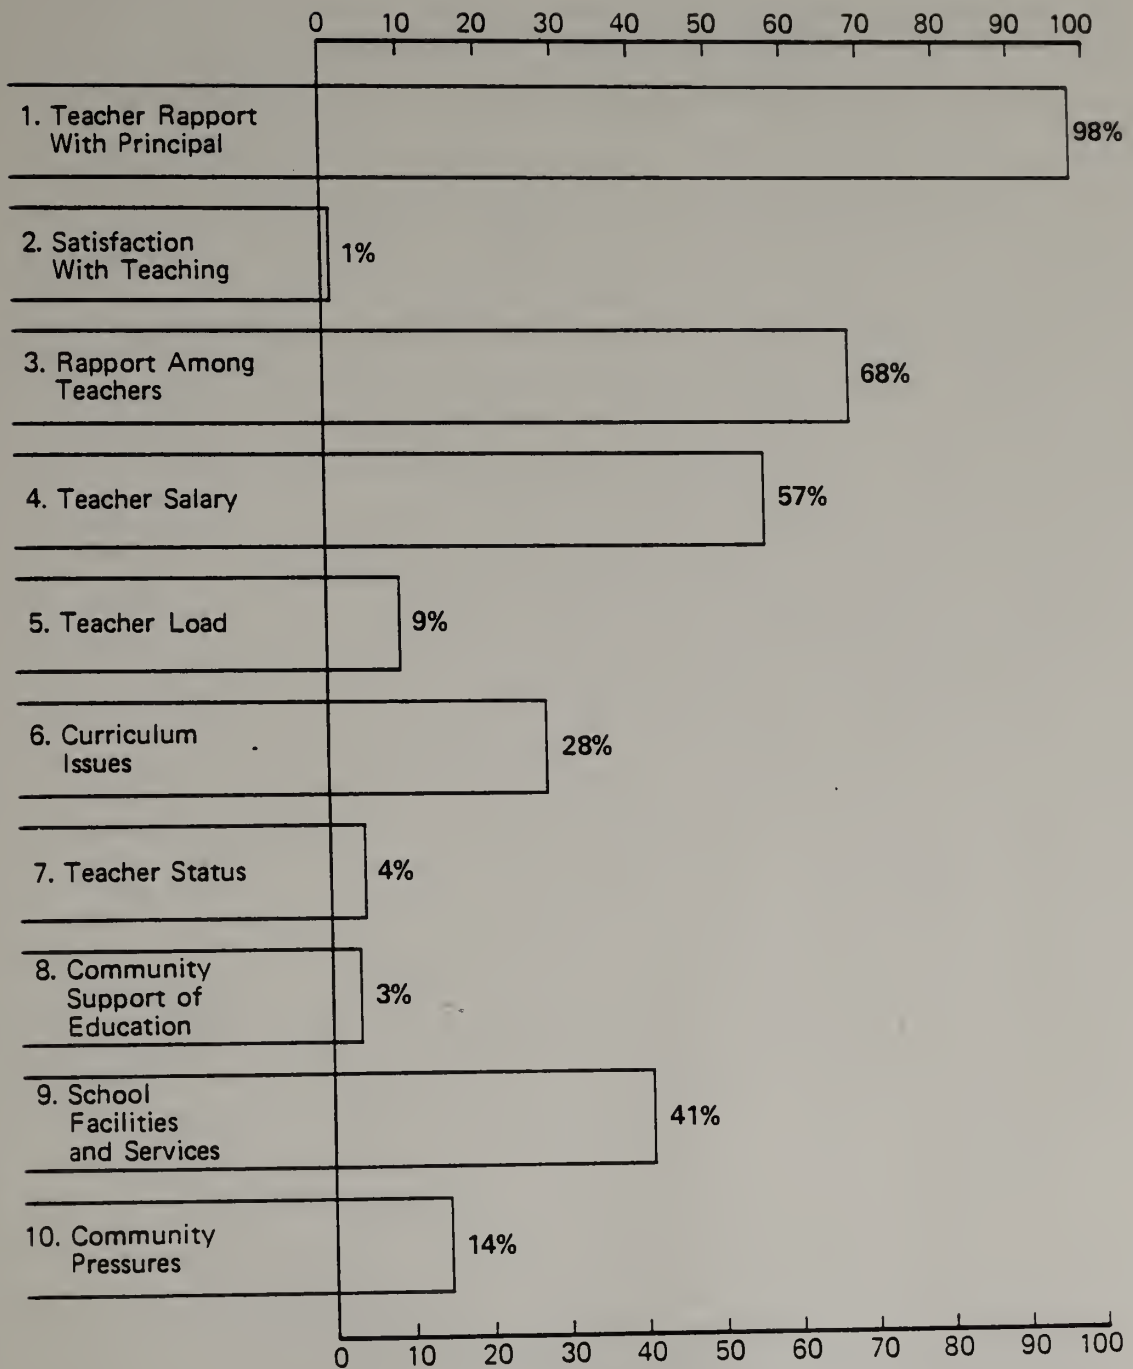 0 10 20 30 40 50 60 70 80 90 100
1. Teacher Rapport
With Principal
98%
2. Satisfaction
With Teaching
1%
3. Rapport Among
Teachers
68%
4. Teacher Salary
57%
5. Teacher Load
9%
6. Curriculum
Issues
28%
7. Teacher Status
4%
8. Community
Support of
Education
3%
9. School
Facilities
and Services
41%
10. Community
Pressures
14%
0 10 20 30 40 50 60 70 80 90 100